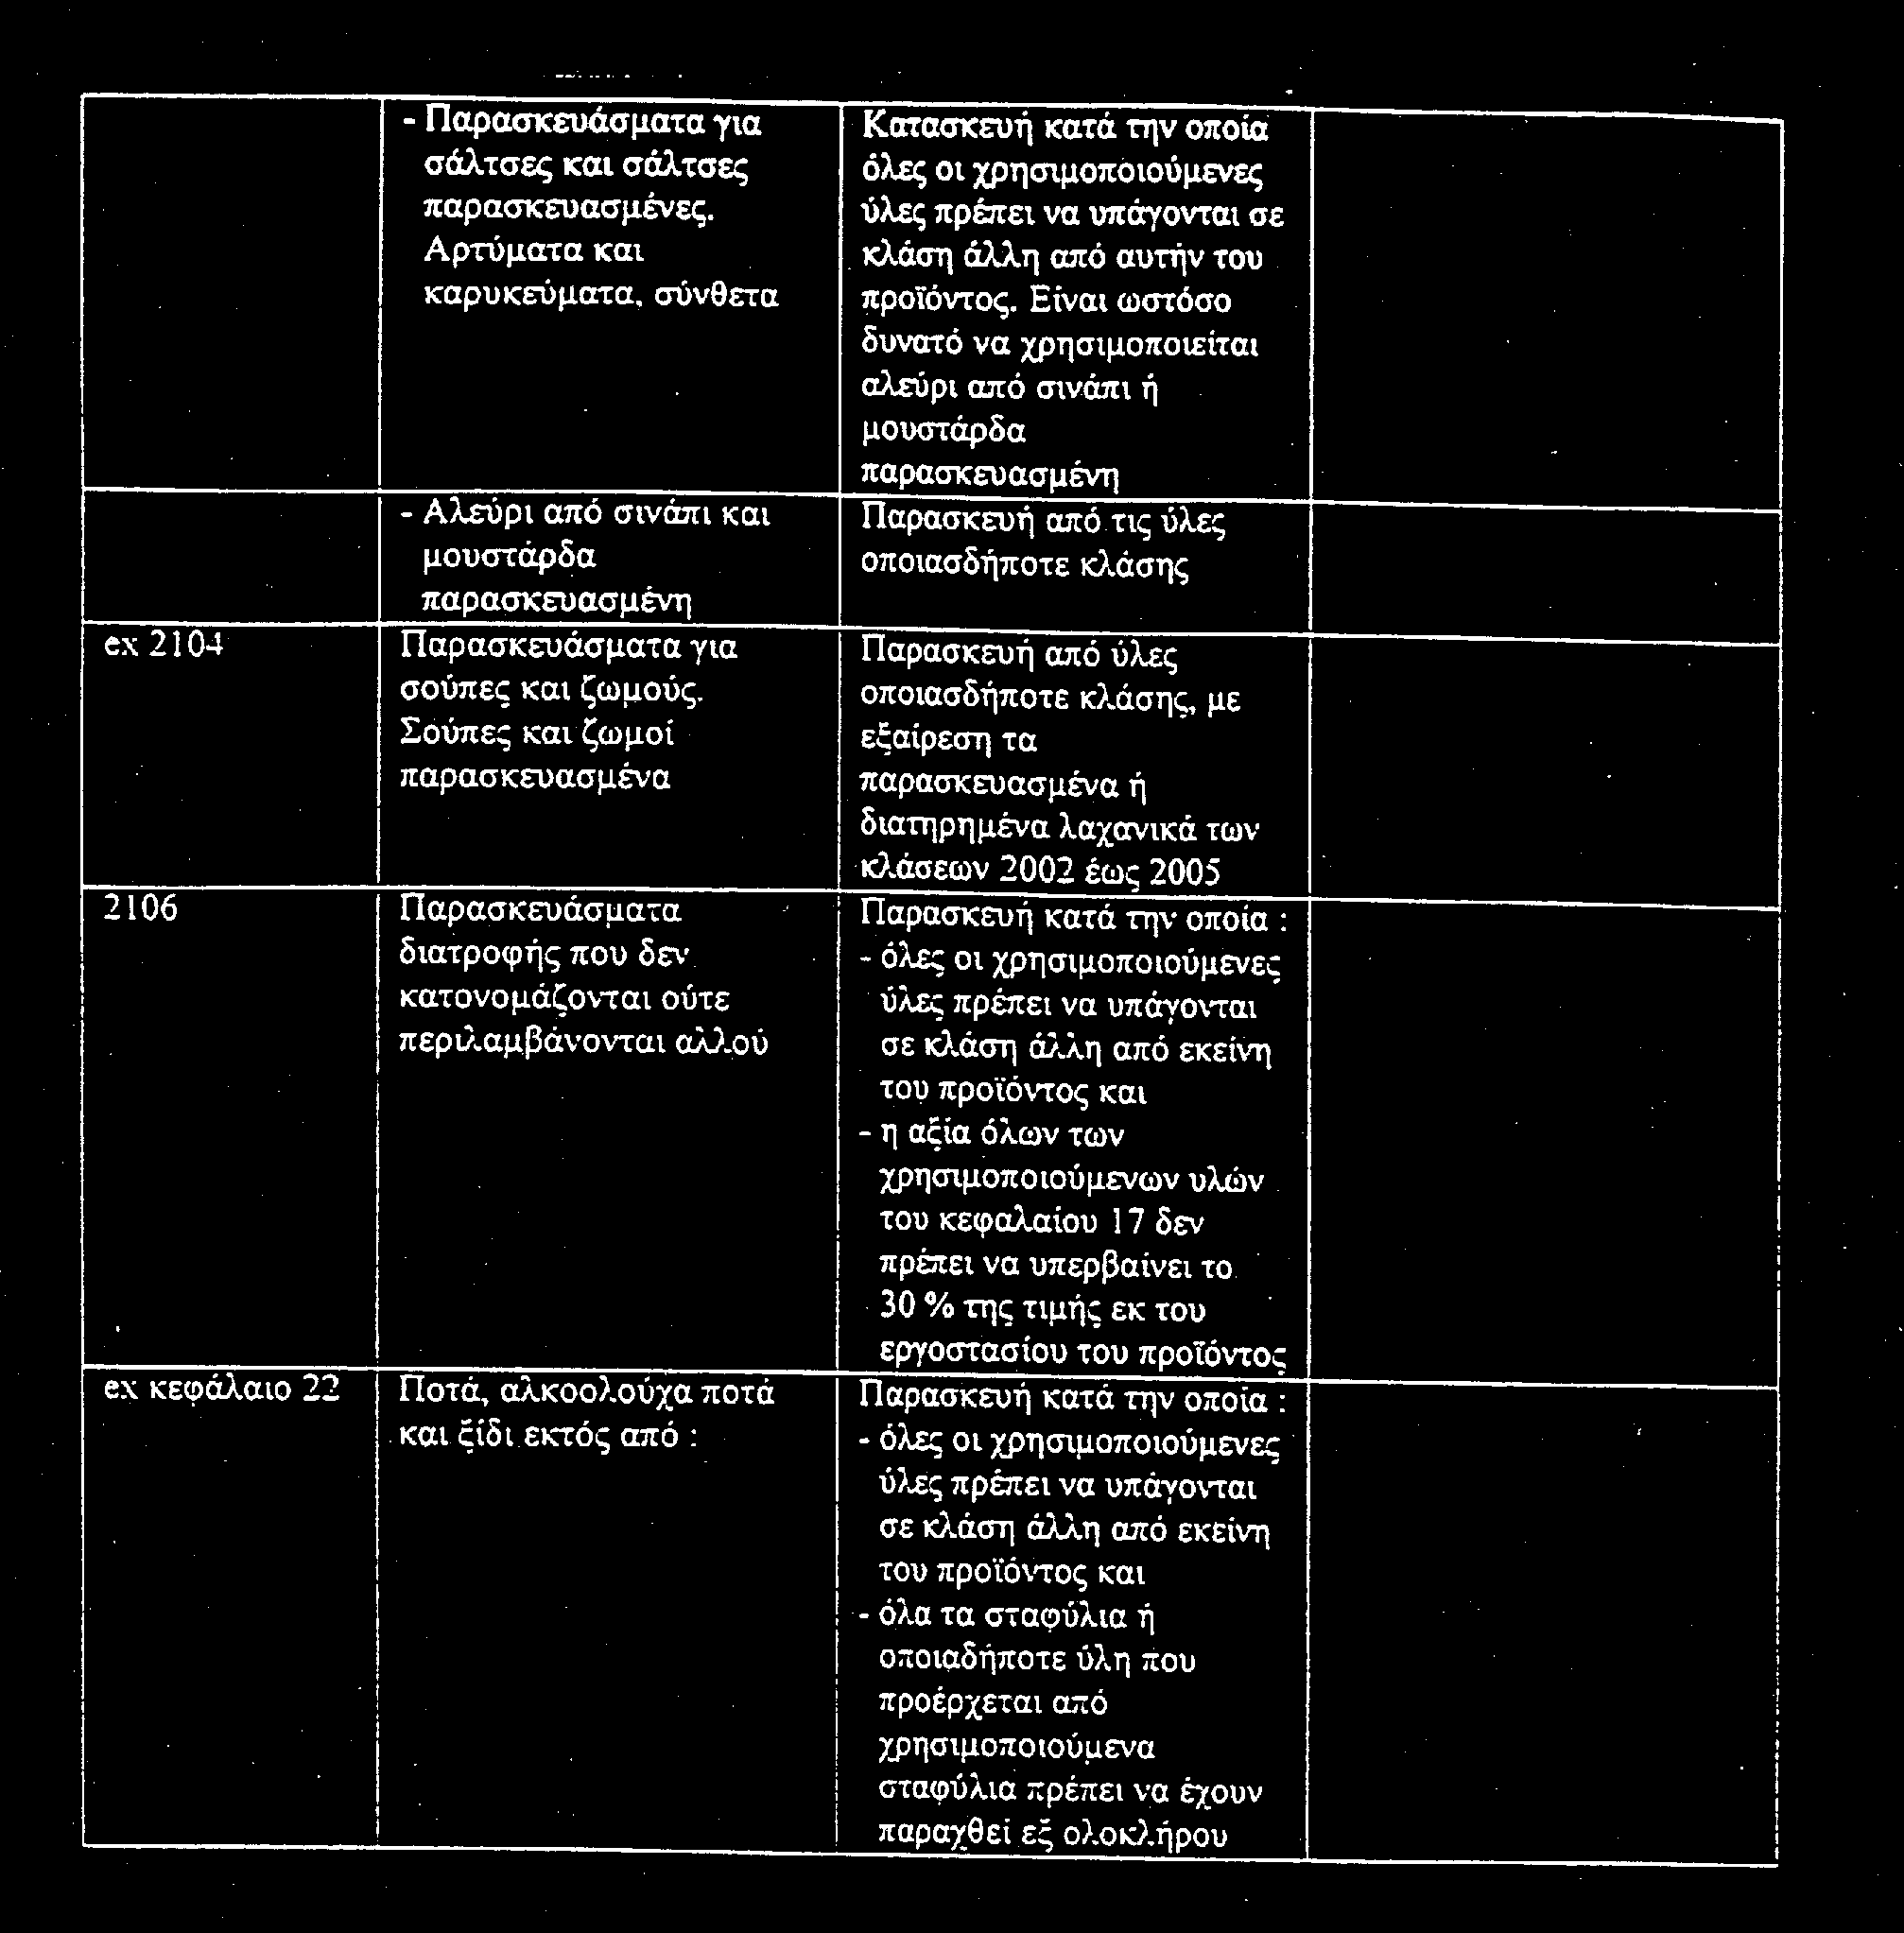 - Παρασκευάσματα για
σάλτσες και σάλτσες
παρασκευασμένες.
Αρτύματα και
καρυκεύματα, σύνθετα
Κατασκευή κατά την οποία
όλες οι χρησιμοποιούμενες
ύλες πρέπει να υπάγονται σε
κλάση άλλη από αυτήν του
προϊόντος. Είναι ωστόσο
δυνατό να χρησιμοποιείται
αλεύρι από σινάπι ή
μουστάρδα
παρασκευασμένη
- Αλεύρι από σινάπι και
μουστάρδα
παρασκευασμένη
Παρασκευή από τις ύλες
οποιασδήποτε κλάσης
ex 2104
Παρασκευάσματα για
σούπες και ζωμούς.
Σούπες και ζωμοί
παρασκευασμένα
Παρασκευή από ύλες
οποιασδήποτε κλάσης, με
εξαίρεση τα
παρασκευασμένα ή
διατηρημένα λαχανικά των
κλάσεων 2002 έως 2005
2106
Παρασκευάσματα
διατροφής που δεν
κατονομάζονται ούτε
περιλαμβάνονται αλλού
Παρασκευή κατά την οποία :
- όλες οι χρησιμοποιούμενες
ύλες πρέπει να υπάγονται
σε κλάση άλλη από εκείνη
του προϊόντος και
- η αξία όλων των
χρησιμοποιούμενων υλών
του κεφαλαίου 17 δεν
πρέπει να υπερβαίνει το
30 % της τιμής εκ του
εργοστασίου του προϊόντος
ex κεφάλαιο 22
Ποτά, αλκοολούχα ποτά
και ξίδι εκτός από :
Παρασκευή κατά την οποία :
- όλες οι χρησιμοποιούμενες
ύλες πρέπει να υπάγονται
σε κλάση άλλη από εκείνη
του προϊόντος και
- όλα τα σταφύλια ή
οποιαδήποτε ύλη που
προέρχεται από
χρησιμοποιούμενα
σταφύλια πρέπει να έχουν
παραχθεί εξ ολοκλήρου